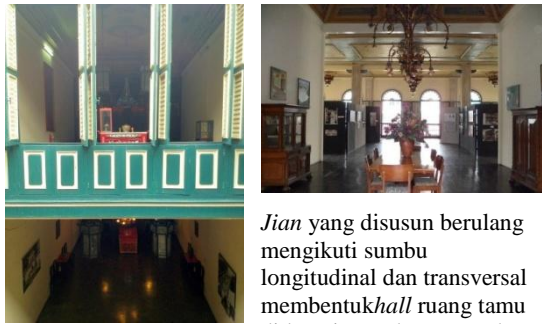 Jian yang disusun berulang
mengikuti sumbu
longitudinal dan transversal
membentukhall ruang tamu